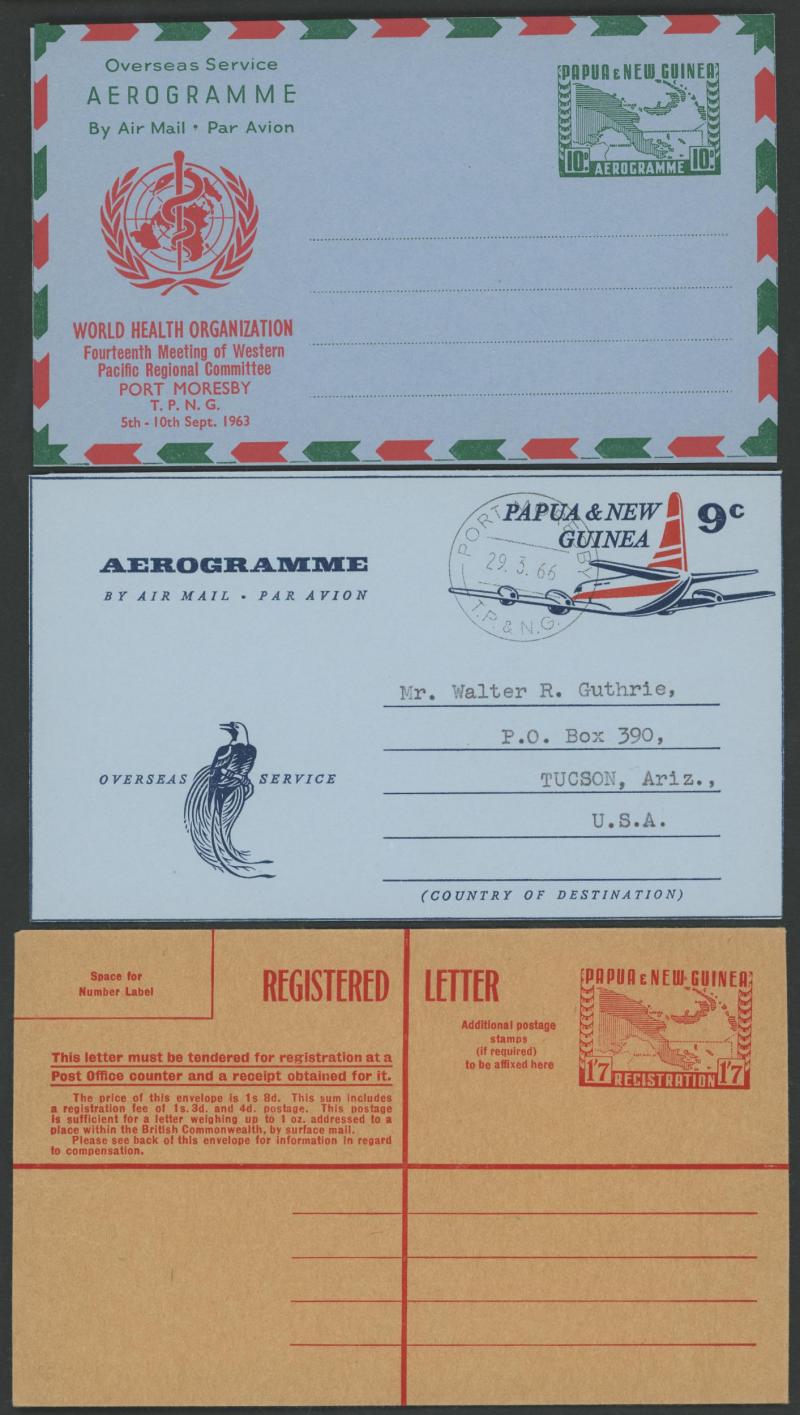 Overseas Service
AEROGRAMME
By Air Mail • Par Avion
PAPUA & NEW GUINEA
10D AEROGRAMME 10D
WORLD HEALTH ORGANIZATION
Fourteenth Meeting of Western
Pacific Regional Committee
PORT MORESBY
T. P. N. G.
5th - 10th Sept. 1963
PAPUA & NEW
GUINEA
9c
AEROGRAMME
BY AIR MAIL • PAR AVION
PORT MORESBY
29. 3. 66
T.P. & N.G.
Mr. Walter R. Guthrie,
P.O. Box 390,
TUCSON, Ariz.,
U.S.A.
OVERSEAS SERVICE
(COUNTRY OF DESTINATION)
Space for
Number Label
REGISTERED LETTER
Additional postage
stamps
(if required)
to be affixed here
PAPUA & NEW GUINEA
1'7 REGISTRATION 1'7
This letter must be tendered for registration at a
Post Office counter and a receipt obtained for it.
The price of this envelope is 1s 8d. This sum includes
a registration fee of 1s. 3d. and 4d. postage. This postage
is sufficient for a letter weighing up to 1 oz. addressed to a
place within the British Commonwealth, by surface mail.
Please see back of this envelope for information in regard
to compensation.